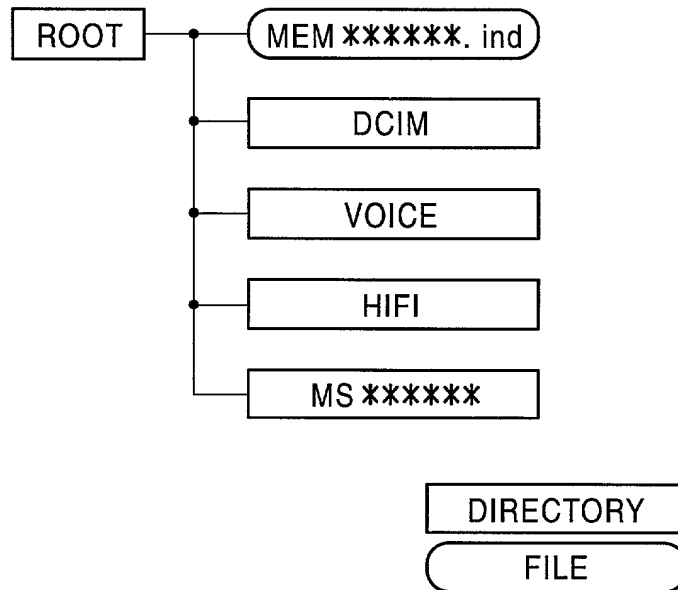 ROOT
MEM ******. ind
DCIM
VOICE
HIFI
MS ******
DIRECTORY
FILE